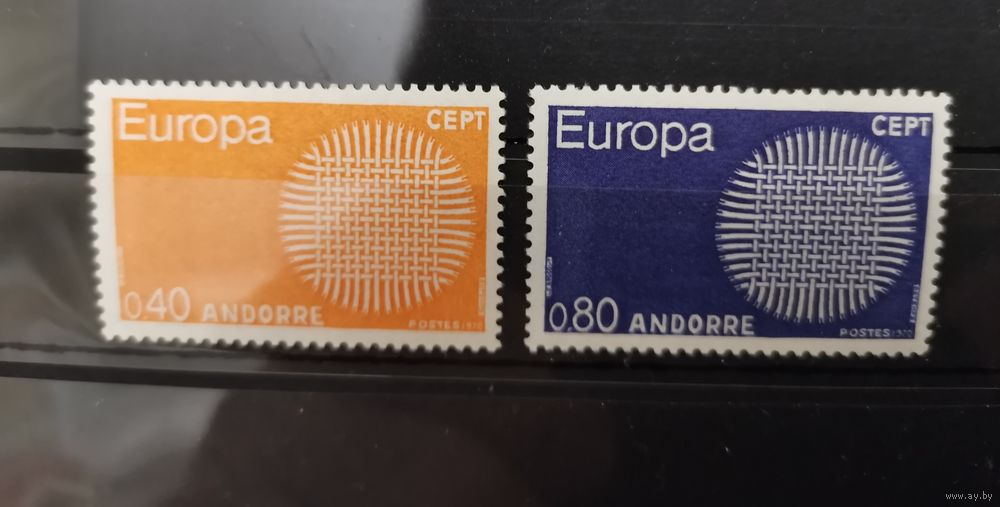 Europa
CEPT
0.40 ANDORRE
POSTES 1970
Europa
CEPT
0.80 ANDORRE
POSTES 1970
www.ay.by